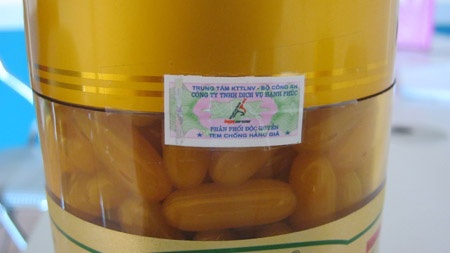 TRUNG TÂM KTTLNV - BỘ CÔNG AN
CÔNG TY TNHH DỊCH VỤ HẠNH PHÚC
PHÂN PHỐI ĐỘC QUYỀN
TEM CHỐNG HÀNG GIẢ